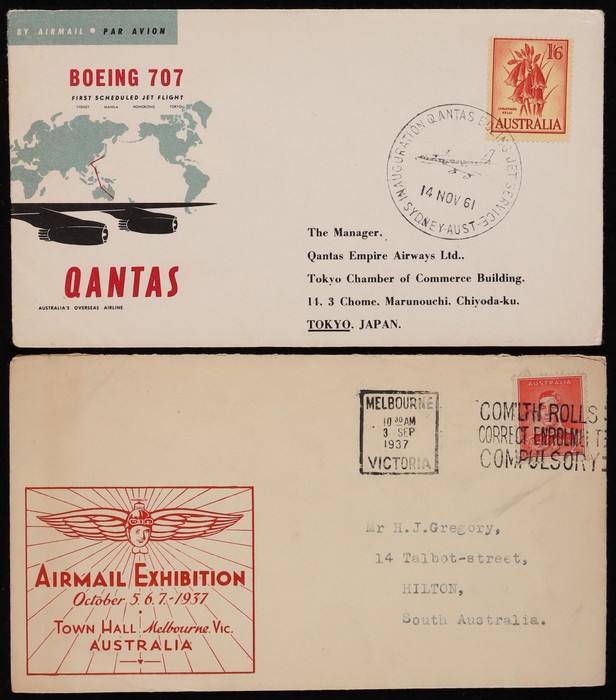 BY AIRMAIL • PAR AVION
BOEING 707
FIRST SCHEDULED JET FLIGHT
SYDNEY MANILA HONGKONG TOKYO
QANTAS
AUSTRALIA'S OVERSEAS AIRLINE
1/6
CHRISTMAS BELLS
AUSTRALIA
INAUGURATION QANTAS BOEING JET SERVICE
14 NOV 61
SYDNEY-AUST-
The Manager,
Qantas Empire Airways Ltd.,
Tokyo Chamber of Commerce Building.
14. 3 Chome, Marunouchi, Chiyoda-ku.
TOKYO, JAPAN.
AUSTRALIA
MELBOURNE
10 30 AM
3 SEP
1937
VICTORIA
COM'LTH ROLLS
CORRECT ENROLMENT
COMPULSORY
Mr H.J.Gregory,
14 Talbot-street,
HILTON,
South Australia.
AIRMAIL EXHIBITION
October 5.6.7.-1937
TOWN HALL Melbourne. Vic.
AUSTRALIA